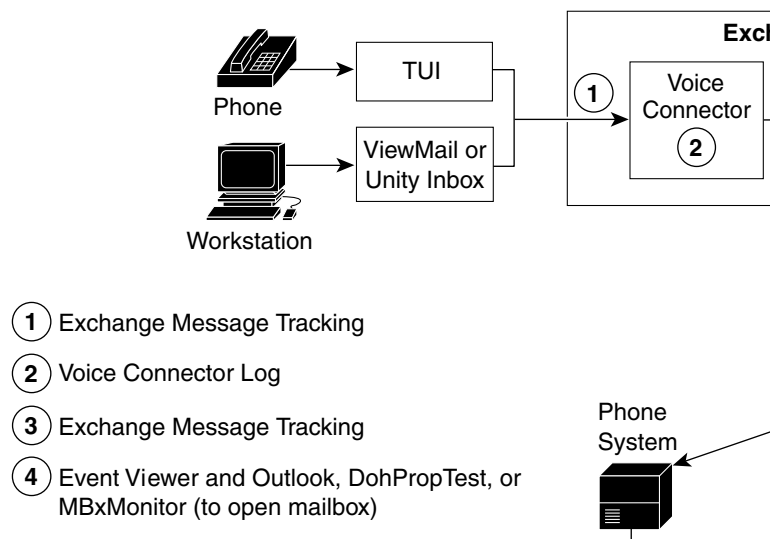 Excl
Phone
TUI
1
Voice
Connector
2
ViewMail or
Unity Inbox
Workstation
1 Exchange Message Tracking
2 Voice Connector Log
3 Exchange Message Tracking
4 Event Viewer and Outlook, DohPropTest, or
MBxMonitor (to open mailbox)
Phone
System